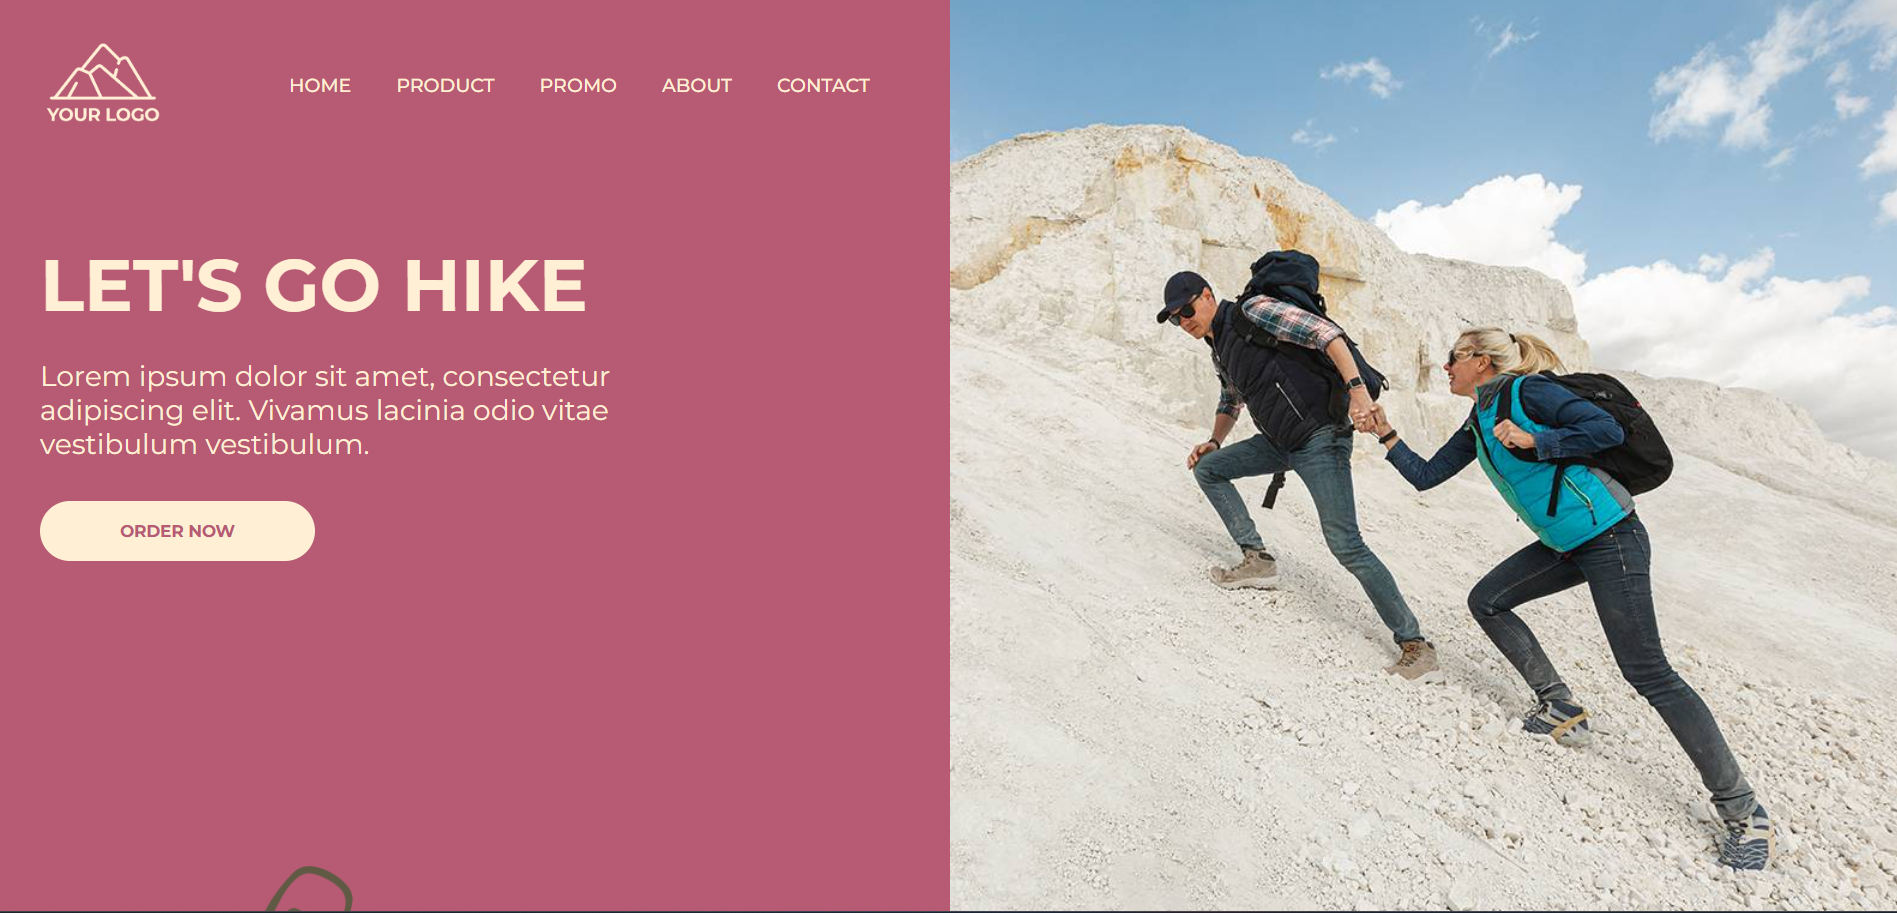 YOUR LOGO
HOME PRODUCT PROMO ABOUT CONTACT
LET'S GO HIKE
Lorem ipsum dolor sit amet, consectetur
adipiscing elit. Vivamus lacinia odio vitae
vestibulum vestibulum.
ORDER NOW